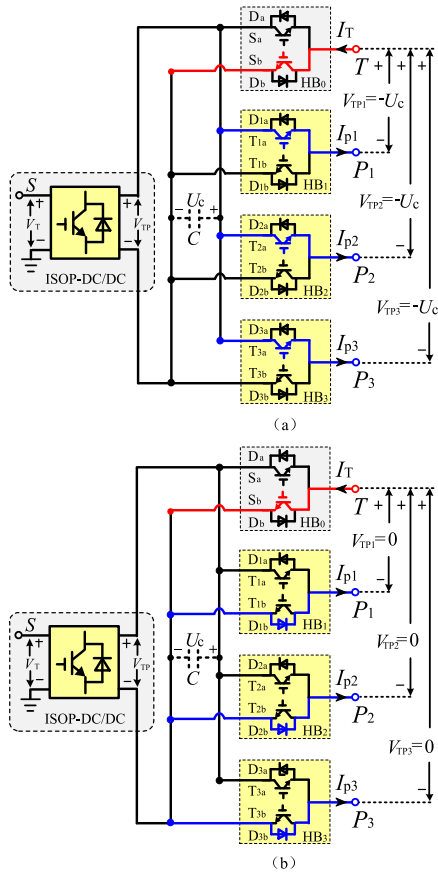 Da
Sa
Sb
Db HB0
IT
T
+ + +
VTP1=-Uc
D1a
T1a
T1b
D1b HB1
Ip1
−
P1
VTP2=-Uc
S
+ +
VT VTP
− −
ISOP-DC/DC
Uc
− +
C
D2a
T2a
T2b
D2b HB2
Ip2
−
P2
VTP3=-Uc
D3a
T3a
T3b
D3b HB3
Ip3
−
P3
(a)
Da
Sa
Sb
Db HB0
IT
T
+ + +
VTP1=0
D1a
T1a
T1b
D1b HB1
Ip1
−
P1
VTP2=0
S
+ +
VT VTP
− −
ISOP-DC/DC
Uc
− +
C
D2a
T2a
T2b
D2b HB2
Ip2
−
P2
VTP3=0
D3a
T3a
T3b
D3b HB3
Ip3
−
P3
(b)